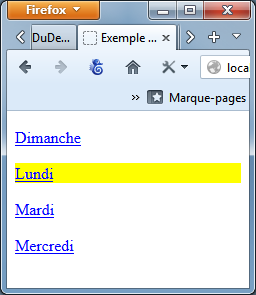 Firefox
DuDe...
Exemple ...
loca
» Marque-pages
Dimanche
Lundi
Mardi
Mercredi